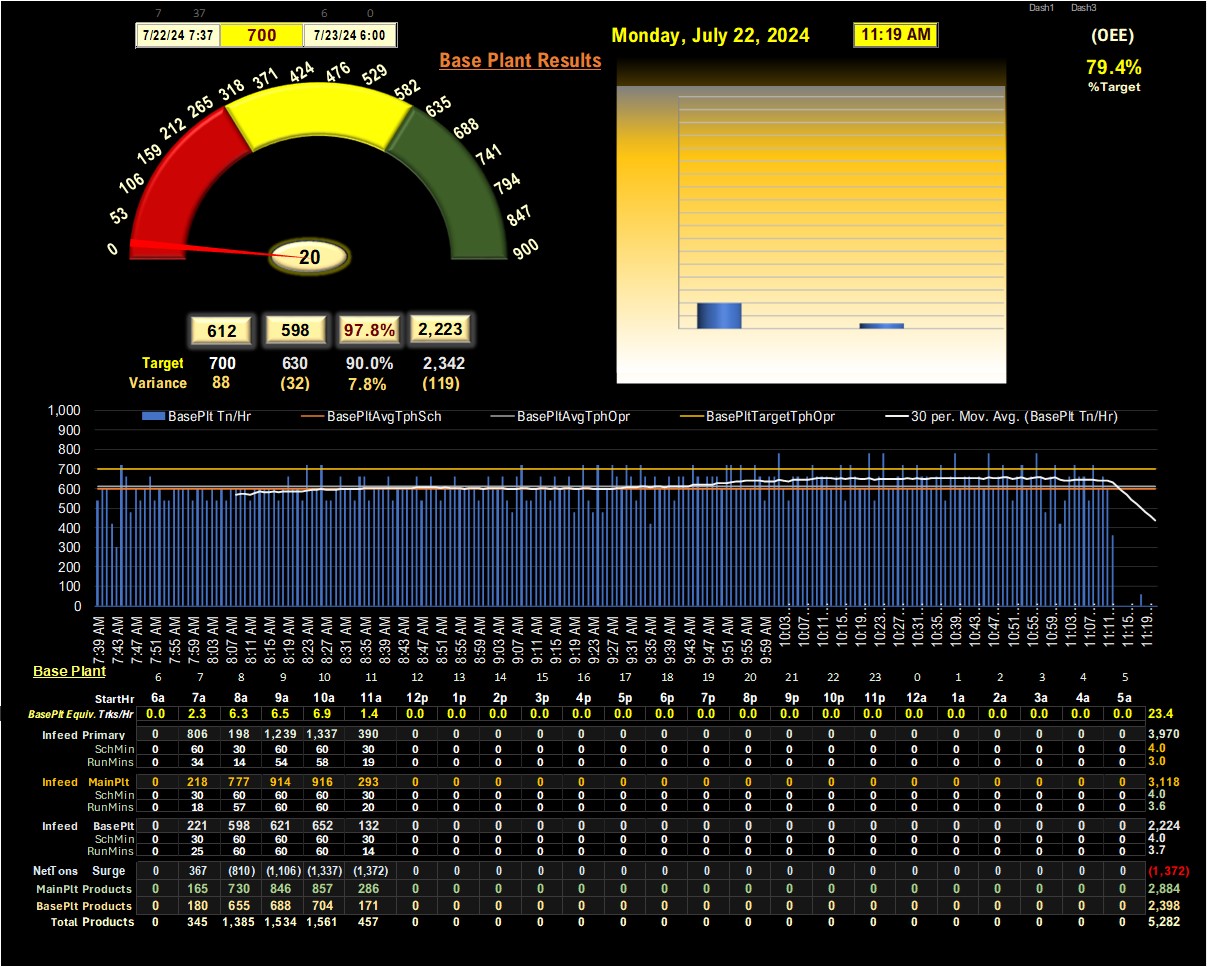 7 37 6 0 Dash1 Dash3
7/22/24 7:37 700 7/23/24 6:00 Monday, July 22, 2024 11:19 AM (OEE)
Base Plant Results 79.4%
%Target
0 53 106 159 212 265 318 371 424 476 529 582 635 688 741 794 847 900
20
612 598 97.8% 2,223
Target 700 630 90.0% 2,342
Variance 88 (32) 7.8% (119)
BasePlt Tn/Hr BasePltAvgTphSch BasePltAvgTphOpr BasePltTargetTphOpr 30 per. Mov. Avg. (BasePlt Tn/Hr)
1,000
900
800
700
600
500
400
300
200
100
0
7:39 AM 7:43 AM 7:47 AM 7:51 AM 7:55 AM 7:59 AM 8:03 AM 8:07 AM 8:11 AM 8:15 AM 8:19 AM 8:23 AM 8:27 AM 8:31 AM 8:35 AM 8:39 AM 8:43 AM 8:47 AM 8:51 AM 8:55 AM 8:59 AM 9:03 AM 9:07 AM 9:11 AM 9:15 AM 9:19 AM 9:23 AM 9:27 AM 9:31 AM 9:35 AM 9:39 AM 9:43 AM 9:47 AM 9:51 AM 9:55 AM 9:59 AM 10:03… 10:07… 10:11… 10:15… 10:19… 10:23… 10:27… 10:31… 10:35… 10:39… 10:43… 10:47… 10:51… 10:55… 10:59… 11:03… 11:07… 11:11… 11:15… 11:19…
Base Plant 6 7 8 9 10 11 12 13 14 15 16 17 18 19 20 21 22 23 0 1 2 3 4 5
StartHr 6a 7a 8a 9a 10a 11a 12p 1p 2p 3p 4p 5p 6p 7p 8p 9p 10p 11p 12a 1a 2a 3a 4a 5a
BasePlt Equiv. Trks/Hr 0.0 2.3 6.3 6.5 6.9 1.4 0.0 0.0 0.0 0.0 0.0 0.0 0.0 0.0 0.0 0.0 0.0 0.0 0.0 0.0 0.0 0.0 0.0 0.0 23.4
Infeed Primary 0 806 198 1,239 1,337 390 0 0 0 0 0 0 0 0 0 0 0 0 0 0 0 0 0 0 3,970
SchMin 0 60 30 60 60 30 0 0 0 0 0 0 0 0 0 0 0 0 0 0 0 0 0 0 4.0
RunMins 0 34 14 54 58 19 0 0 0 0 0 0 0 0 0 0 0 0 0 0 0 0 0 0 3.0
Infeed MainPlt 0 218 777 914 916 293 0 0 0 0 0 0 0 0 0 0 0 0 0 0 0 0 0 0 3,118
SchMin 0 30 60 60 60 30 0 0 0 0 0 0 0 0 0 0 0 0 0 0 0 0 0 0 4.0
RunMins 0 18 57 60 60 20 0 0 0 0 0 0 0 0 0 0 0 0 0 0 0 0 0 0 3.6
Infeed BasePlt 0 221 598 621 652 132 0 0 0 0 0 0 0 0 0 0 0 0 0 0 0 0 0 0 2,224
SchMin 0 30 60 60 60 30 0 0 0 0 0 0 0 0 0 0 0 0 0 0 0 0 0 0 4.0
RunMins 0 25 60 60 60 14 0 0 0 0 0 0 0 0 0 0 0 0 0 0 0 0 0 0 3.7
NetTons Surge 0 367 (810) (1,106) (1,337) (1,372) 0 0 0 0 0 0 0 0 0 0 0 0 0 0 0 0 0 0 (1,372)
MainPlt Products 0 165 730 846 857 286 0 0 0 0 0 0 0 0 0 0 0 0 0 0 0 0 0 0 2,884
BasePlt Products 0 180 655 688 704 171 0 0 0 0 0 0 0 0 0 0 0 0 0 0 0 0 0 0 2,398
Total Products 0 345 1,385 1,534 1,561 457 0 0 0 0 0 0 0 0 0 0 0 0 0 0 0 0 0 0 5,282